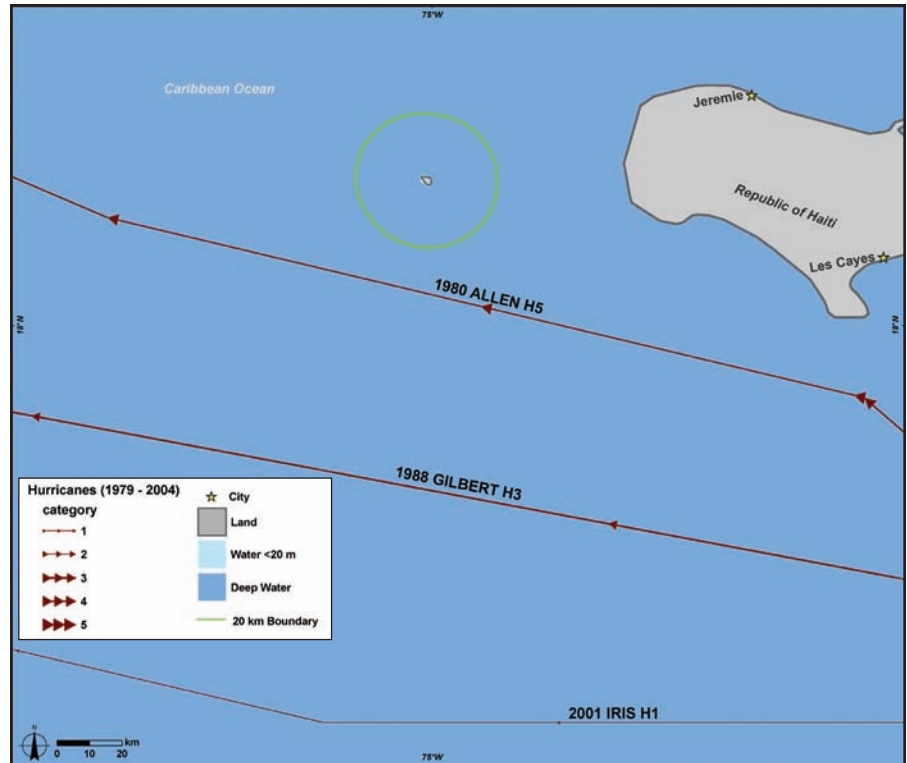 75°W
Caribbean Ocean
Jeremie
Republic of Haiti
Les Cayes
1980 ALLEN H5
18°N
18°N
1988 GILBERT H3
Hurricanes (1979 - 2004)
category
1
2
3
4
5
City
Land
Water <20 m
Deep Water
20 km Boundary
2001 IRIS H1
N
km
0 10 20
75°W